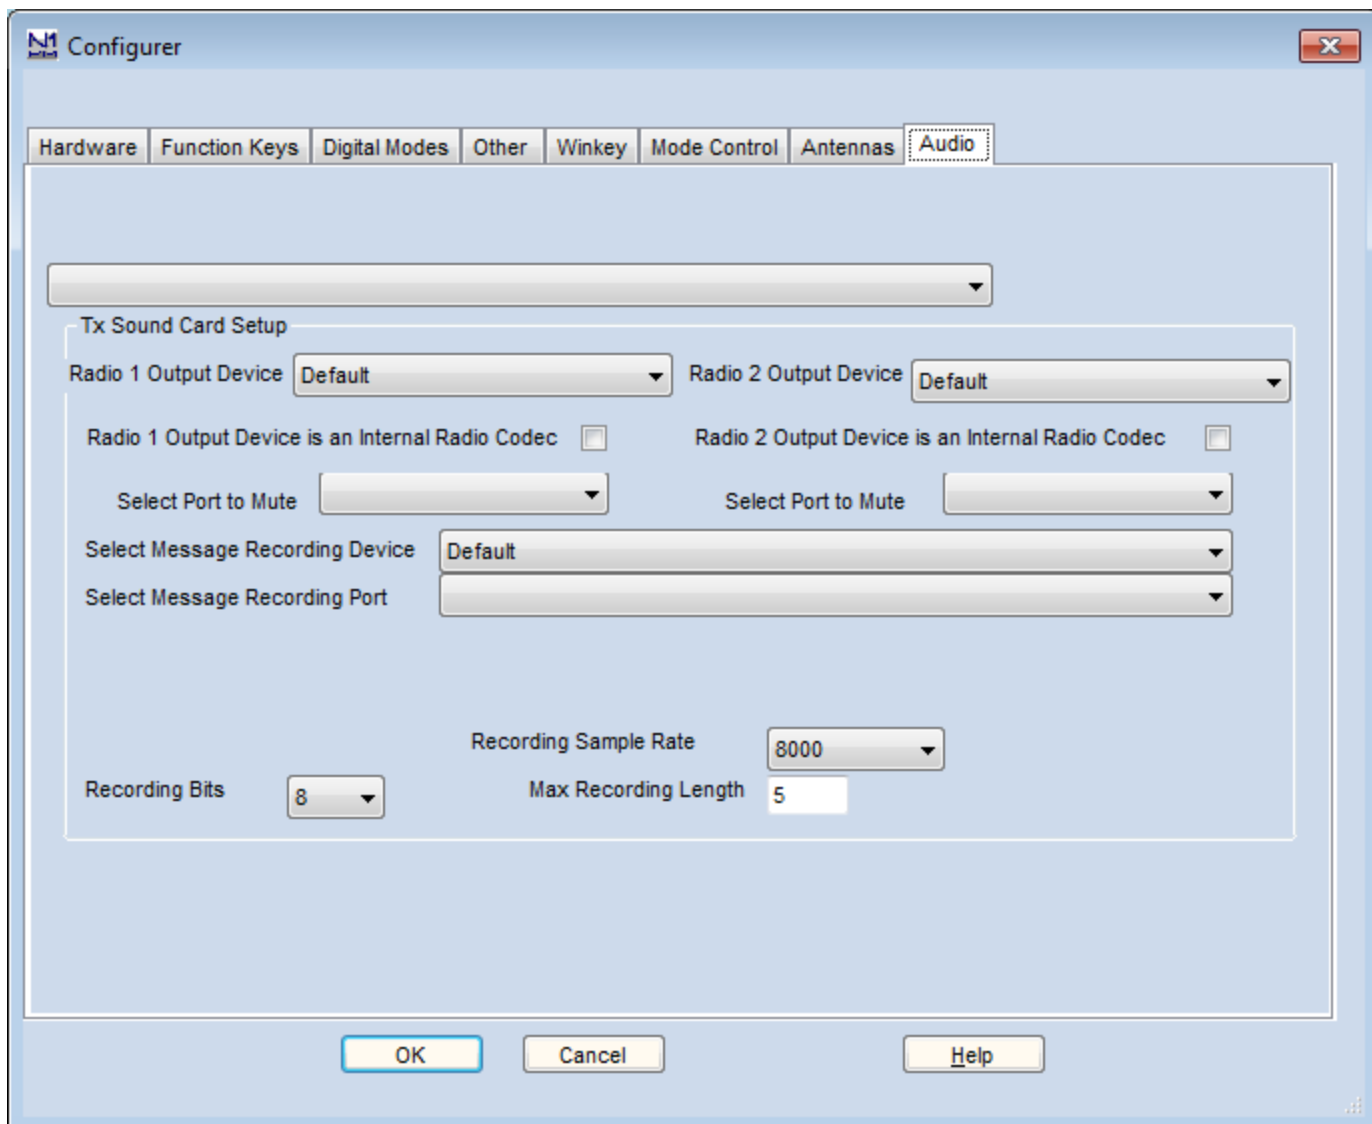 N1
MM
Configurer
Hardware Function Keys Digital Modes Other Winkey Mode Control Antennas Audio
Tx Sound Card Setup
Radio 1 Output Device Default Radio 2 Output Device Default
Radio 1 Output Device is an Internal Radio Codec Radio 2 Output Device is an Internal Radio Codec
Select Port to Mute Select Port to Mute
Select Message Recording Device Default
Select Message Recording Port
Recording Sample Rate 8000
Recording Bits 8 Max Recording Length 5
OK Cancel Help